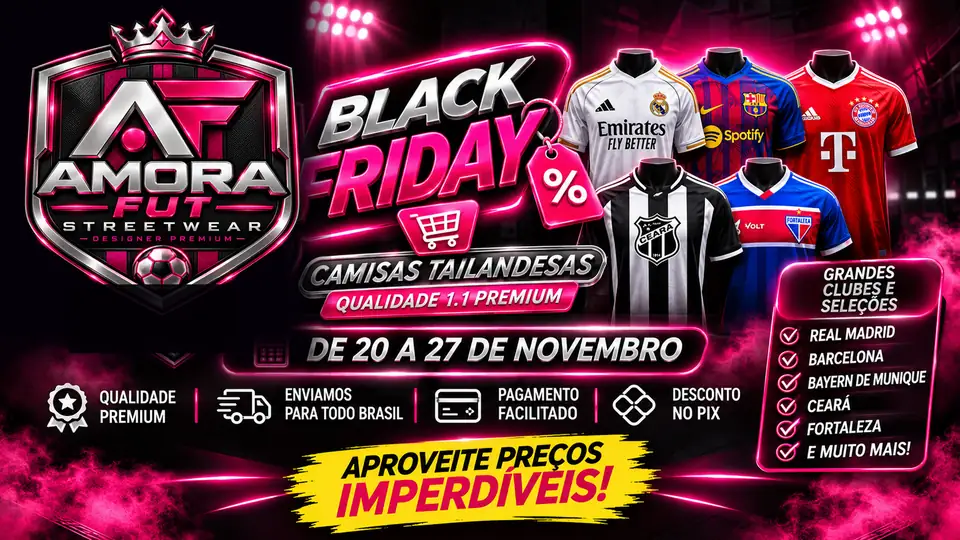 AF
AMORA
FUT
STREETWEAR
DESIGNER PREMIUM
BLACK
FRIDAY
%
CAMISAS TAILANDESAS
QUALIDADE 1.1 PREMIUM
DE 20 A 27 DE NOVEMBRO
Emirates
FLY BETTER
Spotify
adidas
T
CEARÁ
1914
VOLT
FORTALEZA
GRANDES
CLUBES E
SELEÇÕES
REAL MADRID
BARCELONA
BAYERN DE MUNIQUE
CEARÁ
FORTALEZA
E MUITO MAIS!
QUALIDADE
PREMIUM
ENVIAMOS
PARA TODO BRASIL
PAGAMENTO
FACILITADO
DESCONTO
NO PIX
APROVEITE PREÇOS
IMPERDÍVEIS!